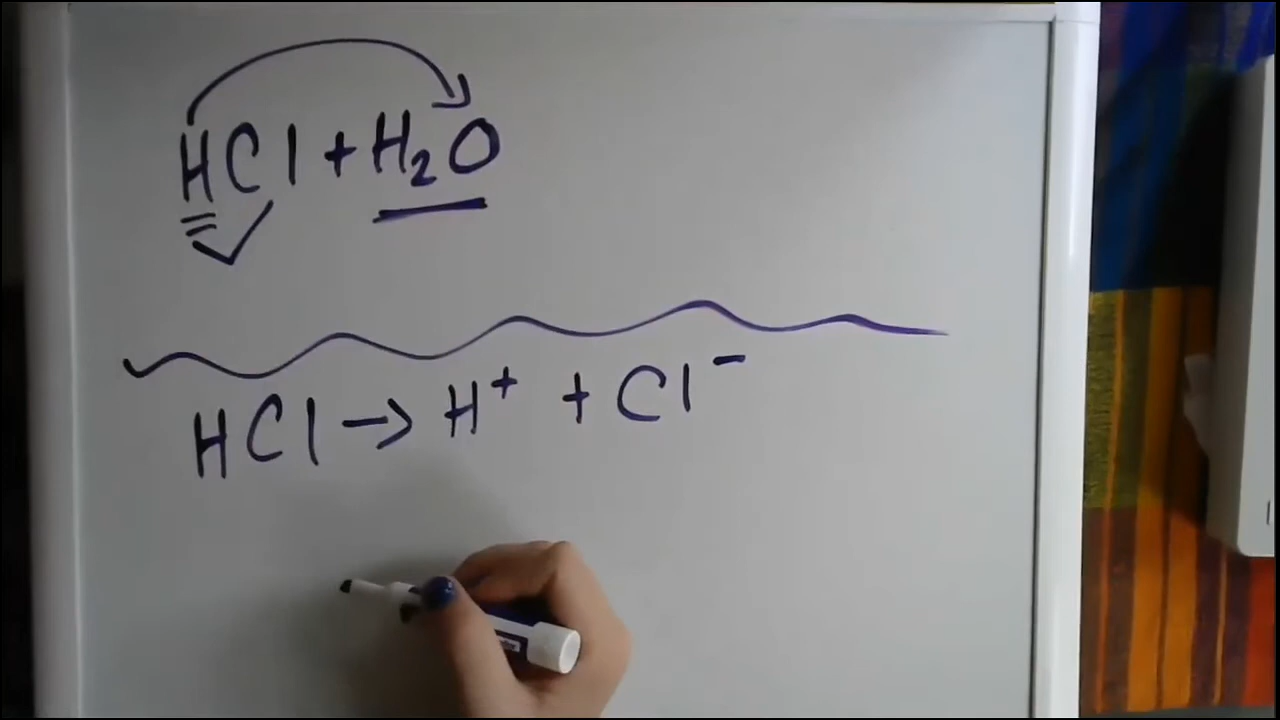 HCl + H₂O
HCl → H⁺ + Cl⁻